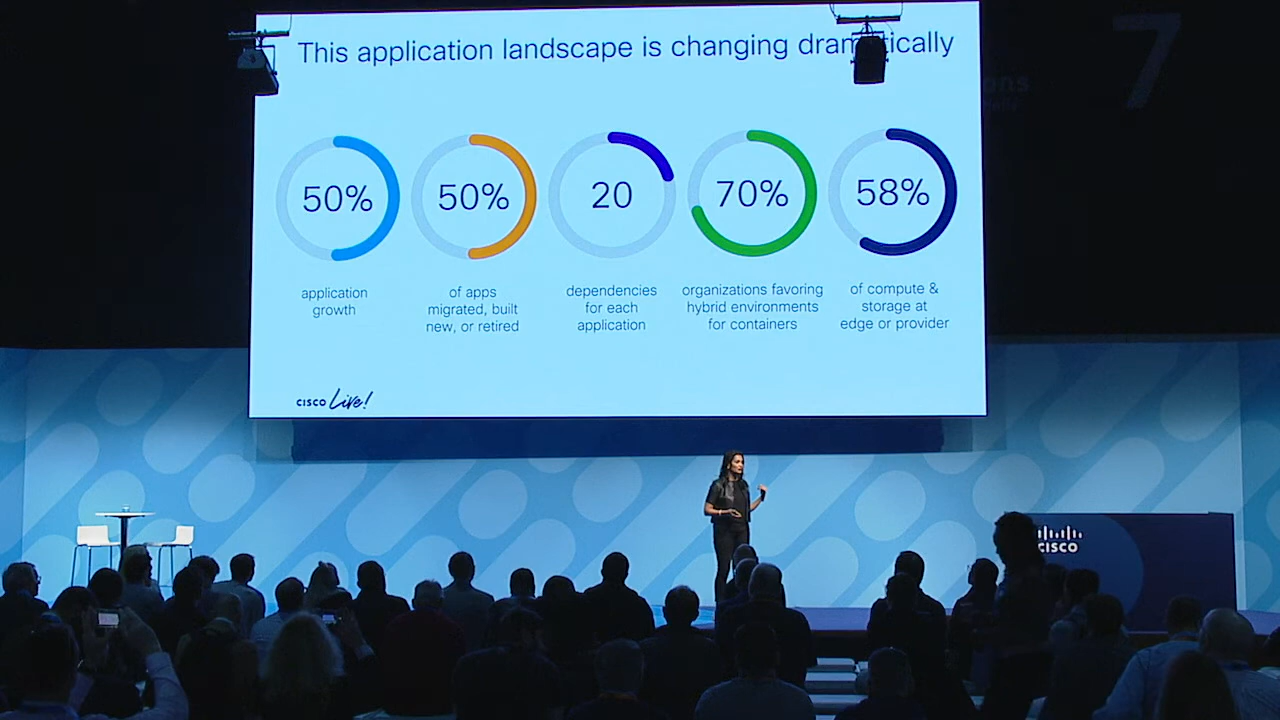 This application landscape is changing dramatically
50%
50%
20
70%
58%
application
growth
of apps
migrated, built
new, or retired
dependencies
for each
application
organizations favoring
hybrid environments
for containers
of compute &
storage at
edge or provider
CISCO Live!
CISCO
7